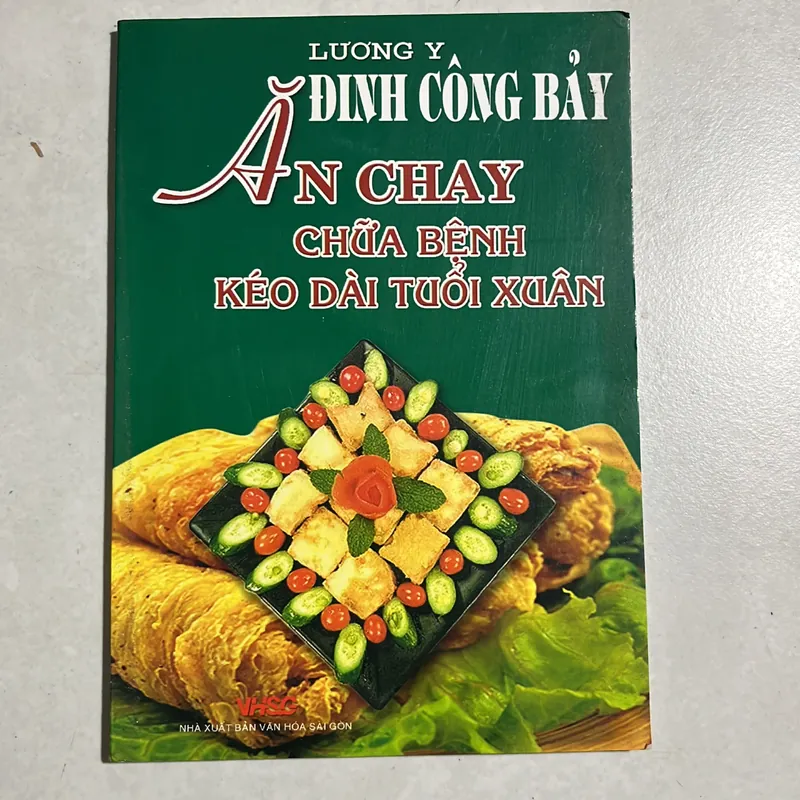 LƯƠNG Y
ĐINH CÔNG BẢY
ĂN CHAY
CHỮA BỆNH
KÉO DÀI TUỔI XUÂN
VHSG
NHÀ XUẤT BẢN VĂN HÓA SÀI GÒN